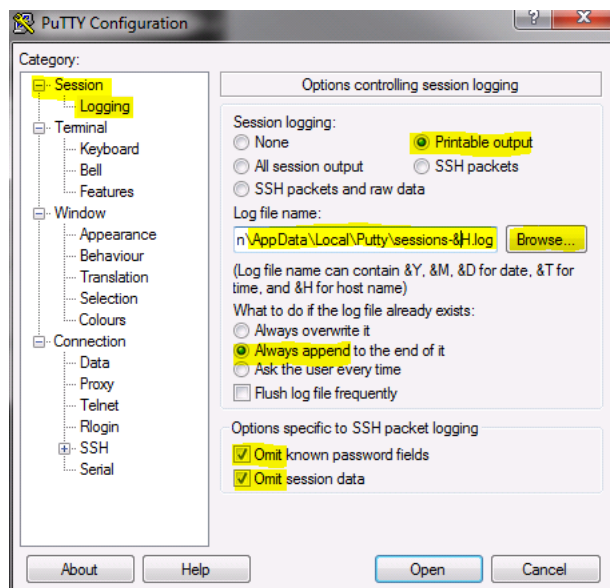 PuTTY Configuration
?
Category:
Session
Logging
Terminal
Keyboard
Bell
Features
Window
Appearance
Behaviour
Translation
Selection
Colours
Connection
Data
Proxy
Telnet
Rlogin
SSH
Serial
Options controlling session logging
Session logging:
None
Printable output
All session output
SSH packets
SSH packets and raw data
Log file name:
n\AppData\Local\Putty\sessions-&H.log
Browse...
(Log file name can contain &Y, &M, &D for date, &T for
time, and &H for host name)
What to do if the log file already exists:
Always overwrite it
Always append to the end of it
Ask the user every time
Flush log file frequently
Options specific to SSH packet logging
Omit known password fields
Omit session data
About
Help
Open
Cancel